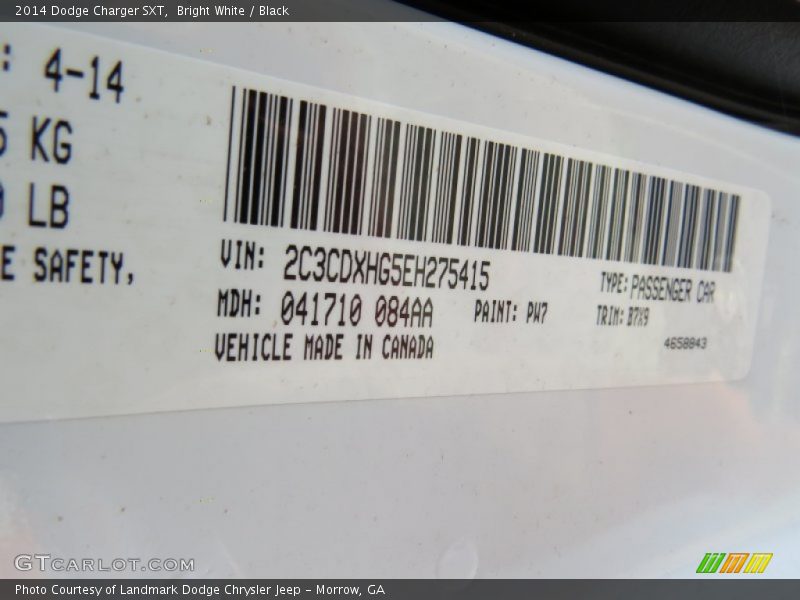 2014 Dodge Charger SXT, Bright White / Black
: 4-14
KG
LB
E SAFETY,
VIN: 2C3CDXHG5EH275415
TYPE: PASSENGER CAR
MDH: 041710 084AA
PAINT: PW7
TRIM: B7X9
VEHICLE MADE IN CANADA
4658843
GTCARLOT.COM
Photo Courtesy of Landmark Dodge Chrysler Jeep - Morrow, GA